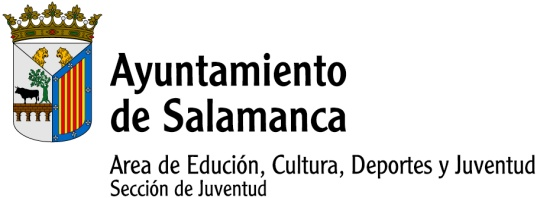 Ayuntamiento
de Salamanca
Area de Edución, Cultura, Deportes y Juventud
Sección de Juventud